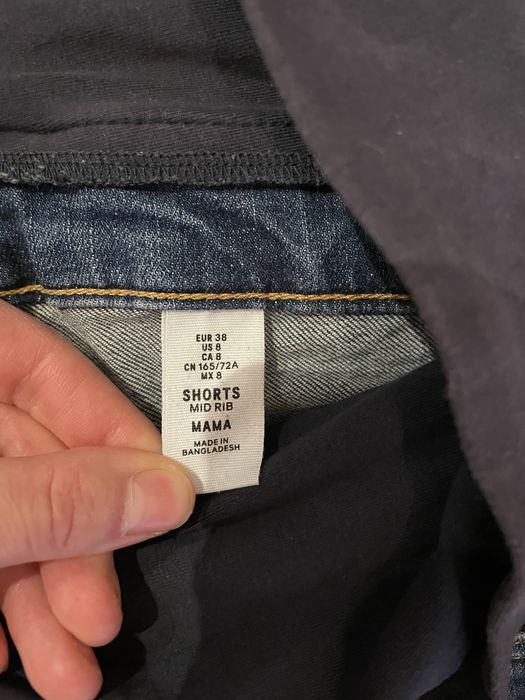 EUR 38
US 8
CA 8
CN 165/72A
MX 8
SHORTS
MID RIB
MAMA
MADE IN
BANGLADESH